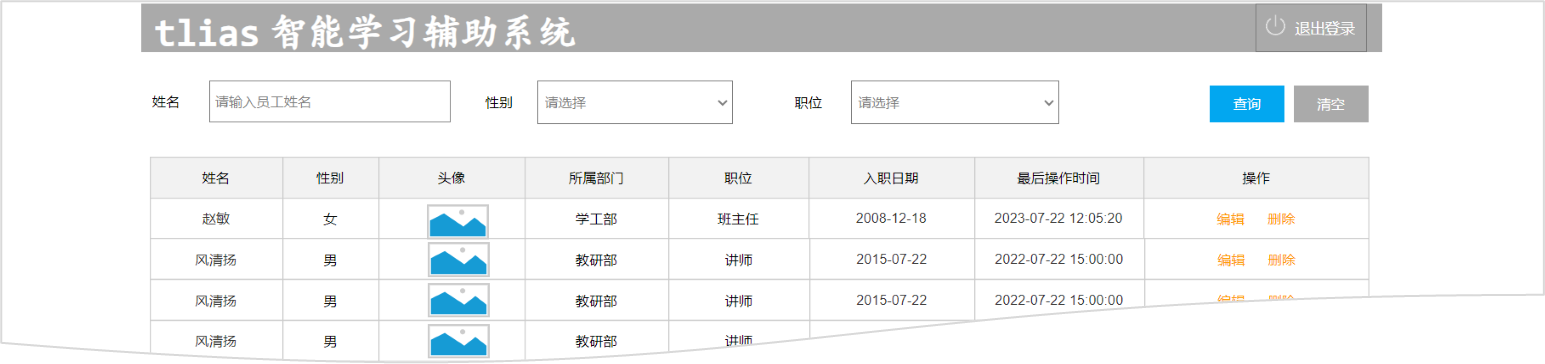 tlias 智能学习辅助系统 退出登录
姓名 请输入员工姓名 性别 请选择 职位 请选择 查询 清空
姓名 性别 头像 所属部门 职位 入职日期 最后操作时间 操作
赵敏 女 学工部 班主任 2008-12-18 2023-07-22 12:05:20 编辑 删除
风清扬 男 教研部 讲师 2015-07-22 2022-07-22 15:00:00 编辑 删除
风清扬 男 教研部 讲师 2015-07-22 2022-07-22 15:00:00 编辑 删除
风清扬 男 教研部 讲师